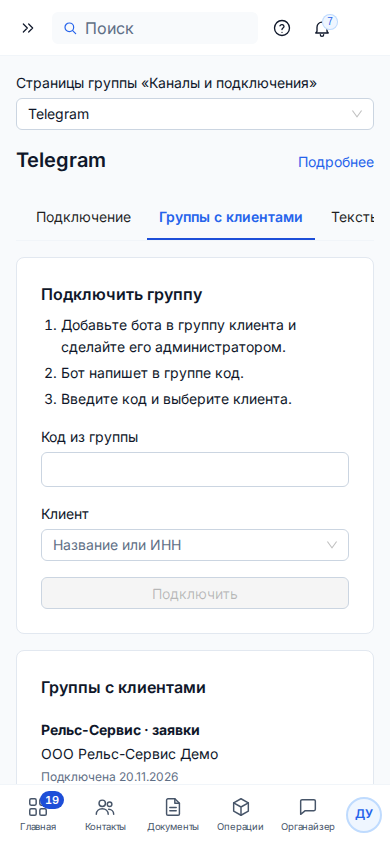 Поиск
7
Страницы группы «Каналы и подключения»
Telegram
Telegram
Подробнее
Подключение
Группы с клиентами
Тексты
Подключить группу
1. Добавьте бота в группу клиента и
сделайте его администратором.
2. Бот напишет в группе код.
3. Введите код и выберите клиента.
Код из группы
Клиент
Название или ИНН
Подключить
Группы с клиентами
Рельс-Сервис · заявки
ООО Рельс-Сервис Демо
Подключена 20.11.2026
19
Главная
Контакты
Документы
Операции
Органайзер
ДУ